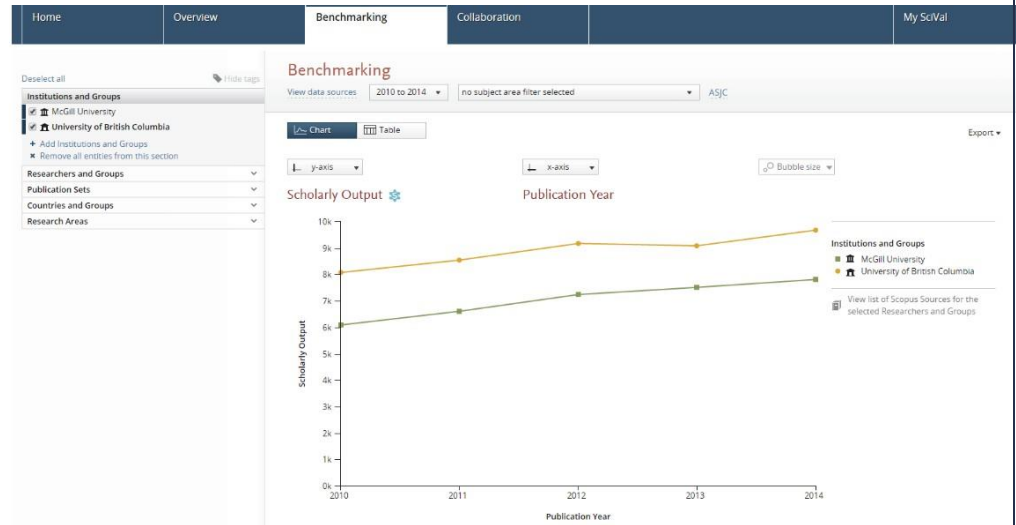 Home Overview Benchmarking Collaboration My SciVal
Deselect all Hide tags
Institutions and Groups
McGill University
University of British Columbia
+ Add Institutions and Groups
× Remove all entities from this section
Researchers and Groups
Publication Sets
Countries and Groups
Research Areas
Benchmarking
View data sources 2010 to 2014 no subject area filter selected ASJC
Chart Table Export
y-axis x-axis Bubble size
Scholarly Output Publication Year
10k
9k
8k
7k
6k
5k
4k
3k
2k
1k
0k
Scholarly Output
2010 2011 2012 2013 2014
Publication Year
Institutions and Groups
McGill University
University of British Columbia
View list of Scopus Sources for the
selected Researchers and Groups